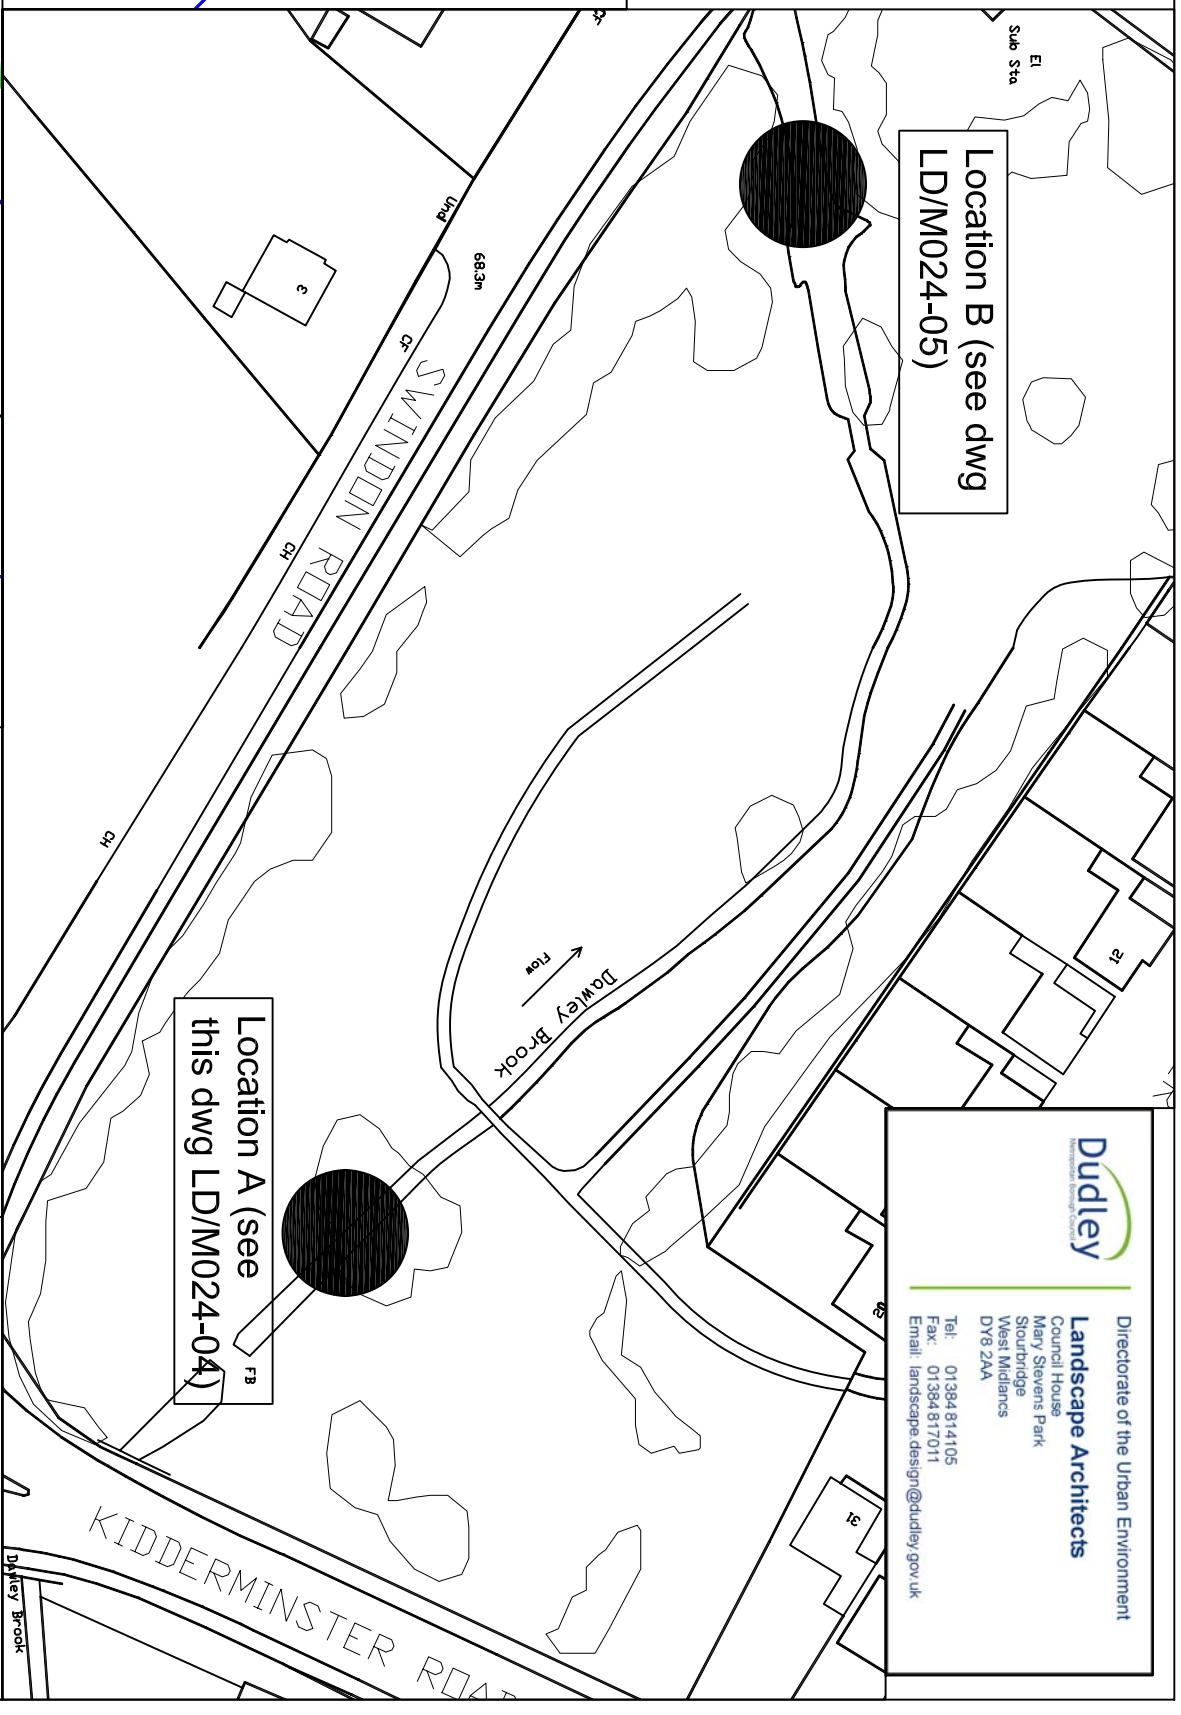 El
Sub Sta
Location B (see dwg
LD/M024-05)
CF
Und
68.3m
3
CF
SWINDON ROAD
CH
CH
12
Flow
Dawley Brook
Location A (see
this dwg LD/M024-04)
FB
20
31
KIDDERMINSTER ROAD
Dawley Brook
Dudley
Metropolitan Borough Council
Directorate of the Urban Environment
Landscape Architects
Council House
Mary Stevens Park
Stourbridge
West Midlands
DY8 2AA
Tel: 01384 814105
Fax: 01384 817011
Email: landscape.design@dudley.gov.uk